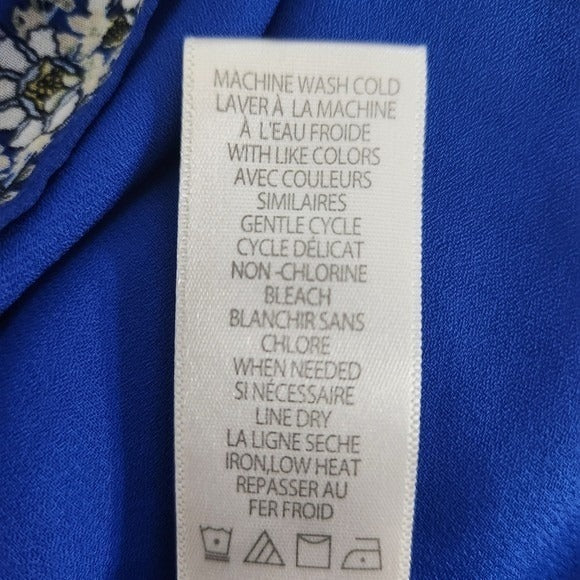 MACHINE WASH COLD
LAVER À LA MACHINE
À L'EAU FROIDE
WITH LIKE COLORS
AVEC COULEURS
SIMILAIRES
GENTLE CYCLE
CYCLE DÉLICAT
NON-CHLORINE
BLEACH
BLANCHIR SANS
CHLORE
WHEN NEEDED
SI NÉCESSAIRE
LINE DRY
LA LIGNE SECHE
IRON,LOW HEAT
REPASSER AU
FER FROID